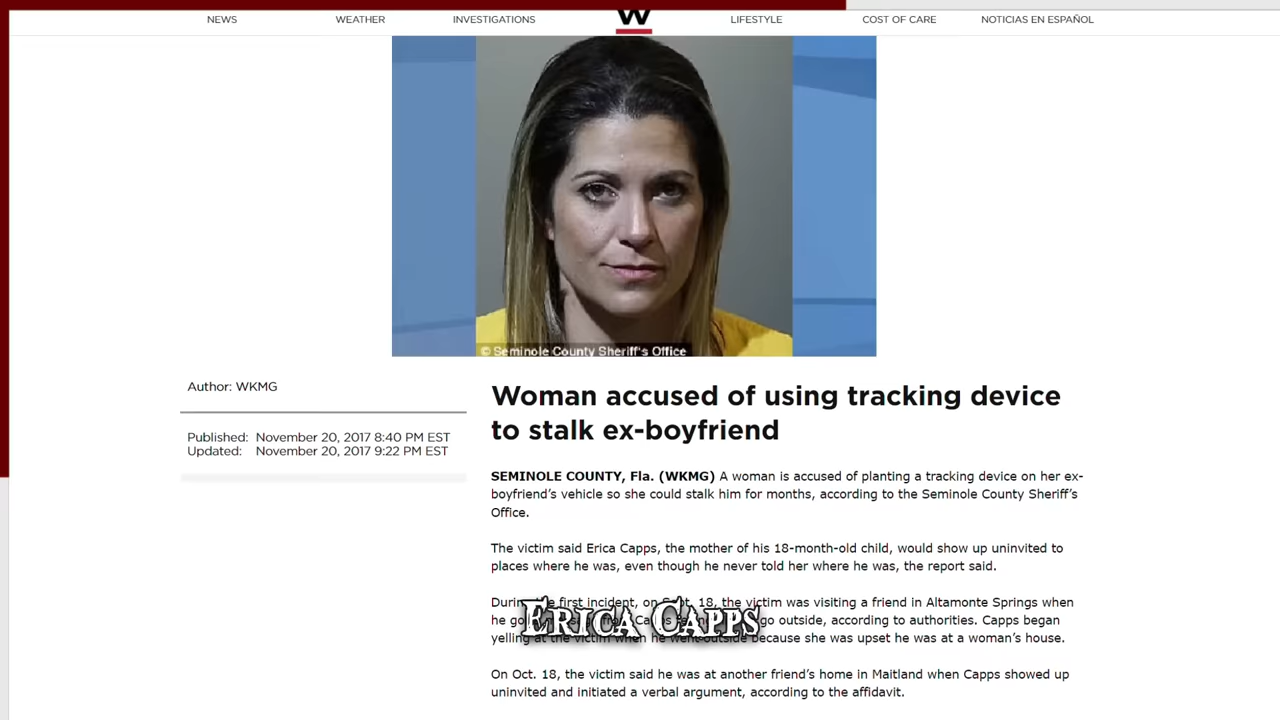 NEWS WEATHER INVESTIGATIONS W LIFESTYLE COST OF CARE NOTICIAS EN ESPAÑOL
© Seminole County Sheriff's Office
Author: WKMG
Published: November 20, 2017 8:40 PM EST
Updated: November 20, 2017 9:22 PM EST
Woman accused of using tracking device
to stalk ex-boyfriend
SEMINOLE COUNTY, Fla. (WKMG) A woman is accused of planting a tracking device on her ex-
boyfriend's vehicle so she could stalk him for months, according to the Seminole County Sheriff's
Office.
The victim said Erica Capps, the mother of his 18-month-old child, would show up uninvited to
places where he was, even though he never told her where he was, the report said.
first incident, on Sept. 18, the victim was visiting a friend in Altamonte Springs when
he go outside, according to authorities. Capps began
yelling at the victim when he went outside because she was upset he was at a woman's house.
Erica Capps
On Oct. 18, the victim said he was at another friend's home in Maitland when Capps showed up
uninvited and initiated a verbal argument, according to the affidavit.